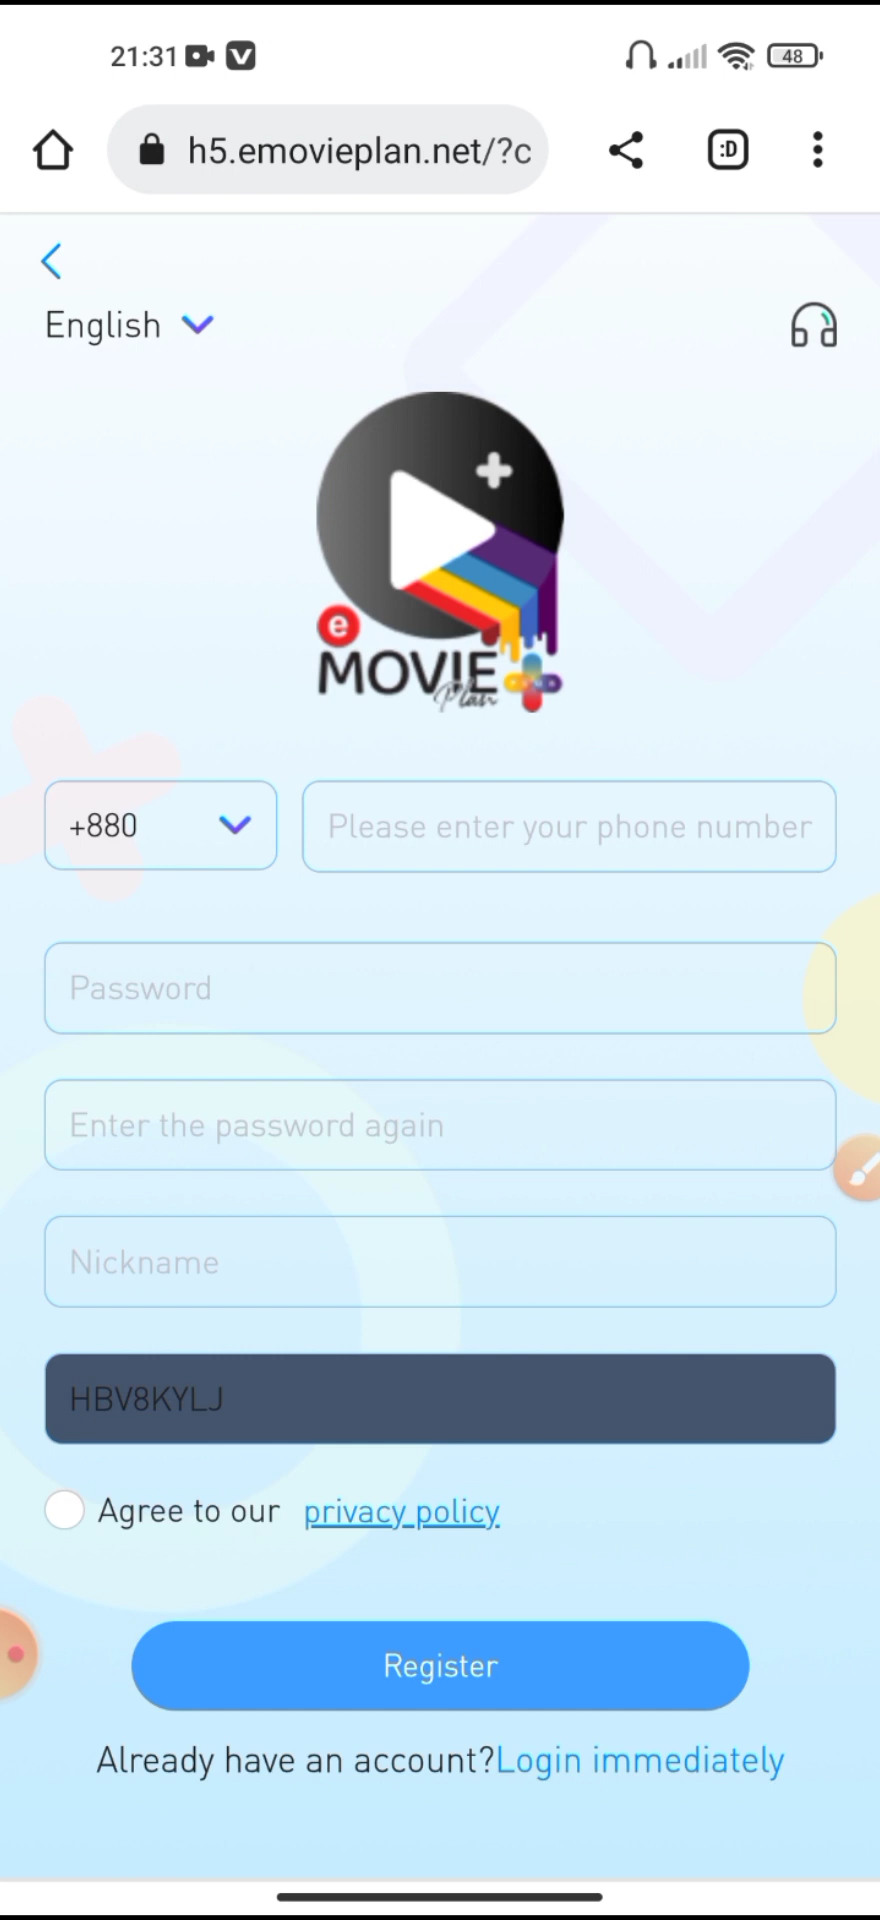 21:31
48
h5.emovieplan.net/?c
:D
English
e
MOVIE
Plan
+880
Please enter your phone number
Password
Enter the password again
Nickname
HBV8KYLJ
Agree to our privacy policy
Register
Already have an account?Login immediately